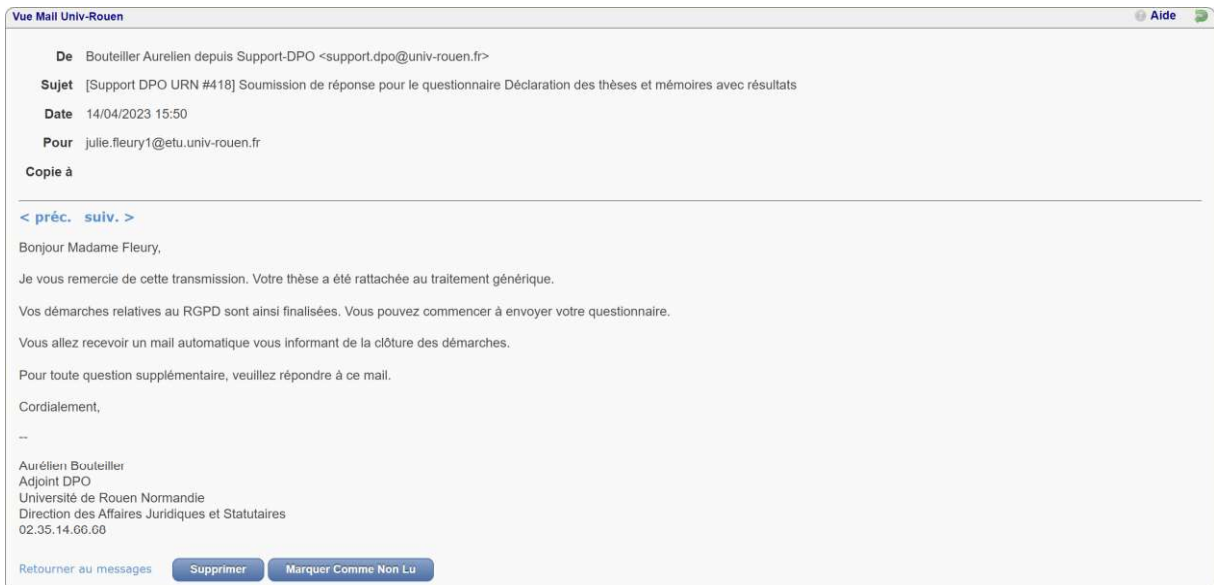 Vue Mail Univ-Rouen
Aide
De Bouteiller Aurelien depuis Support-DPO <support.dpo@univ-rouen.fr>
Sujet [Support DPO URN #418] Soumission de réponse pour le questionnaire Déclaration des thèses et mémoires avec résultats
Date 14/04/2023 15:50
Pour julie.fleury1@etu.univ-rouen.fr
Copie à
< préc. suiv. >
Bonjour Madame Fleury,
Je vous remercie de cette transmission. Votre thèse a été rattachée au traitement générique.
Vos démarches relatives au RGPD sont ainsi finalisées. Vous pouvez commencer à envoyer votre questionnaire.
Vous allez recevoir un mail automatique vous informant de la clôture des démarches.
Pour toute question supplémentaire, veuillez répondre à ce mail.
Cordialement,
--
Aurélien Bouteiller
Adjoint DPO
Université de Rouen Normandie
Direction des Affaires Juridiques et Statutaires
02.35.14.66.68
Retourner au messages Supprimer Marquer Comme Non Lu